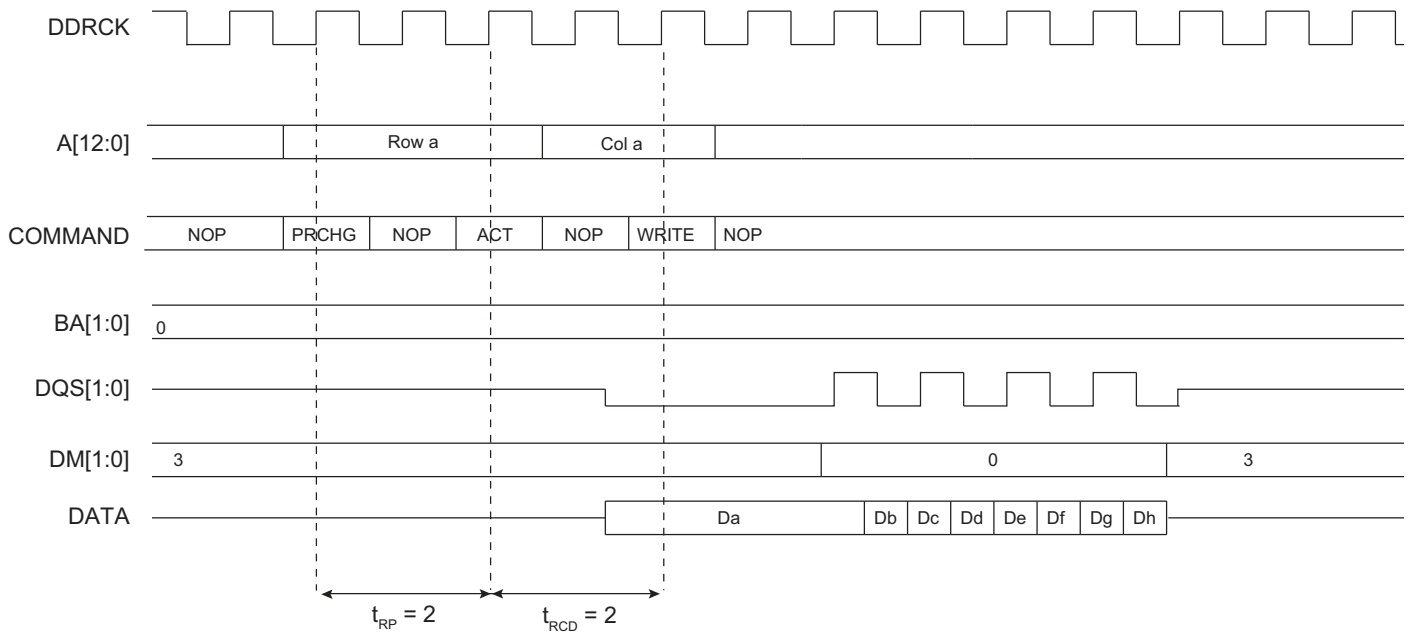 DDRCK
A[12:0] Row a Col a
COMMAND NOP PRCHG NOP ACT NOP WRITE NOP
BA[1:0] 0
DQS[1:0]
DM[1:0] 3 0 3
DATA Da Db Dc Dd De Df Dg Dh
tRP = 2 tRCD = 2